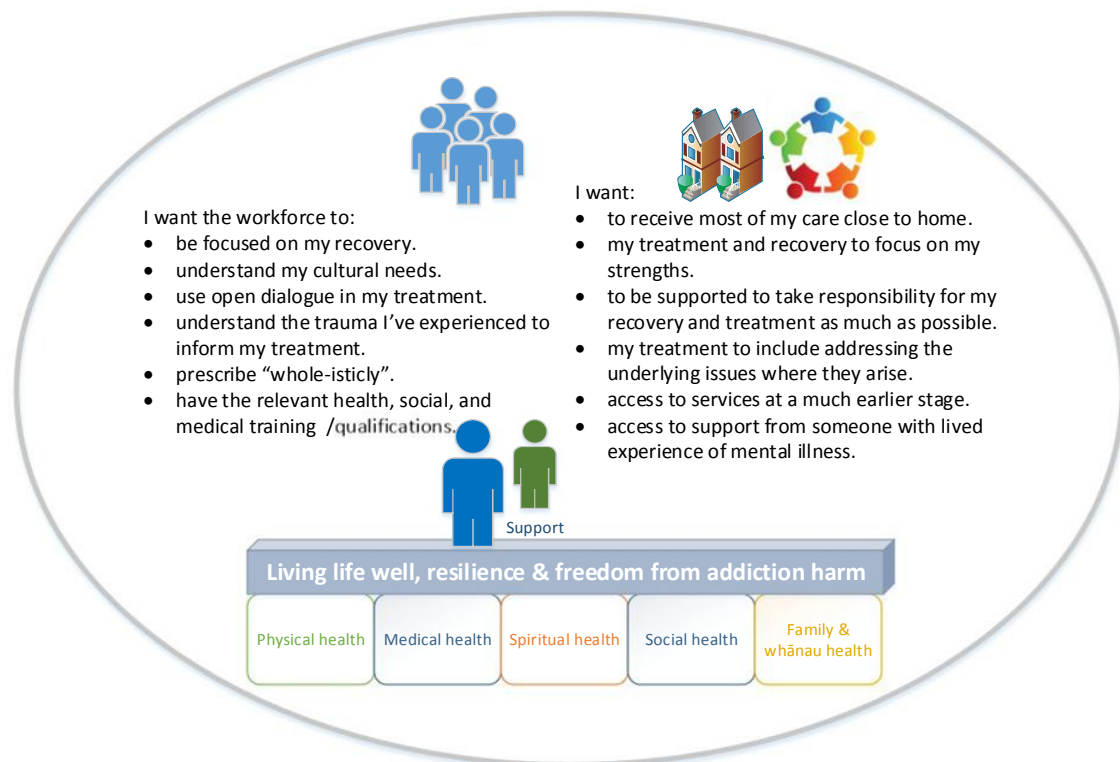 I want the workforce to:
• be focused on my recovery.
• understand my cultural needs.
• use open dialogue in my treatment.
• understand the trauma I’ve experienced to
inform my treatment.
• prescribe “whole-isticly”.
• have the relevant health, social, and
medical training /qualifications.
I want:
• to receive most of my care close to home.
• my treatment and recovery to focus on my
strengths.
• to be supported to take responsibility for my
recovery and treatment as much as possible.
• my treatment to include addressing the
underlying issues where they arise.
• access to services at a much earlier stage.
• access to support from someone with lived
experience of mental illness.
Support
Living life well, resilience & freedom from addiction harm
Physical health
Medical health
Spiritual health
Social health
Family &
whānau health